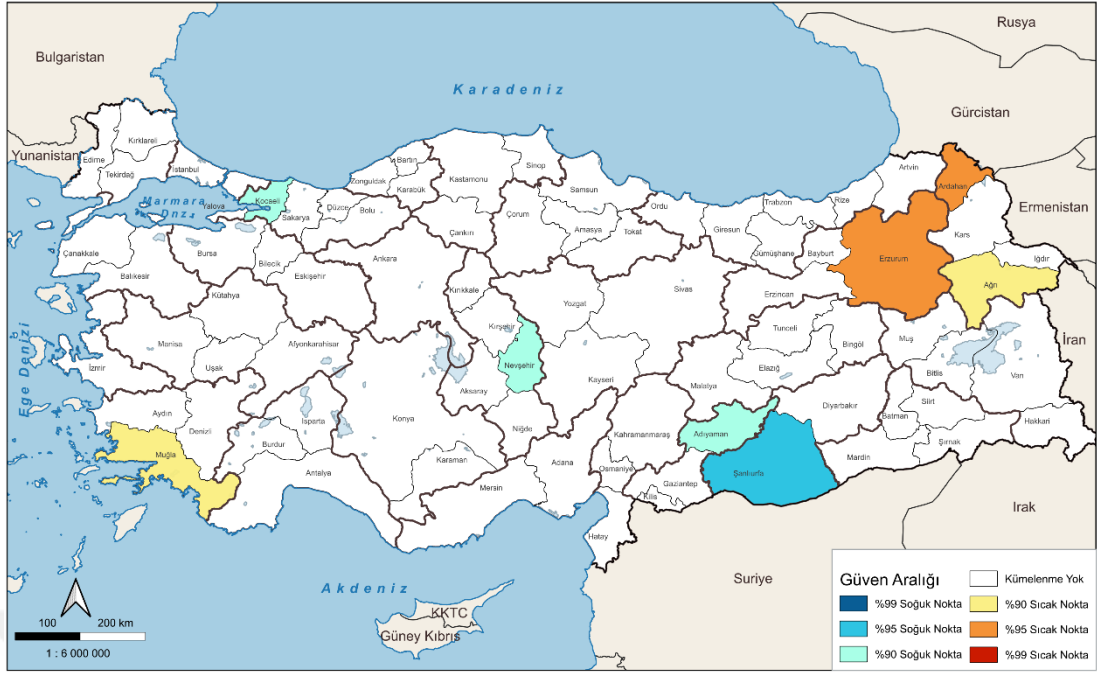 Rusya
Bulgaristan
Karadeniz
Gürcistan
Kırklareli
Edirne
Yunanistan
Tekirdağ
İstanbul
Bartın
Zonguldak
Karabük
Kastamonu
Sinop
Samsun
Artvin
Ardahan
Marmara
Dnz.
Yalova
Kocaeli
Sakarya
Düzce
Bolu
Çankırı
Çorum
Amasya
Tokat
Ordu
Giresun
Trabzon
Rize
Gümüşhane
Bayburt
Erzurum
Kars
Iğdır
Ermenistan
Çanakkale
Balıkesir
Bursa
Bilecik
Eskişehir
Ankara
Kütahya
Kırıkkale
Yozgat
Sivas
Erzincan
Ağrı
Ege Denizi
Manisa
İzmir
Uşak
Afyonkarahisar
Kırşehir
Nevşehir
Aksaray
Kayseri
Tunceli
Bingöl
Elazığ
Muş
Bitlis
Van
İran
Aydın
Denizli
Isparta
Burdur
Konya
Niğde
Malatya
Diyarbakır
Batman
Siirt
Şırnak
Hakkari
Muğla
Antalya
Karaman
Mersin
Adana
Kahramanmaraş
Adıyaman
Osmaniye
Gaziantep
Kilis
Şanlıurfa
Mardin
Hatay
Irak
Suriye
Akdeniz
KKTC
Güney Kıbrıs
100 200 km
1 : 6 000 000
Güven Aralığı
%99 Soğuk Nokta
%95 Soğuk Nokta
%90 Soğuk Nokta
Kümelenme Yok
%90 Sıcak Nokta
%95 Sıcak Nokta
%99 Sıcak Nokta